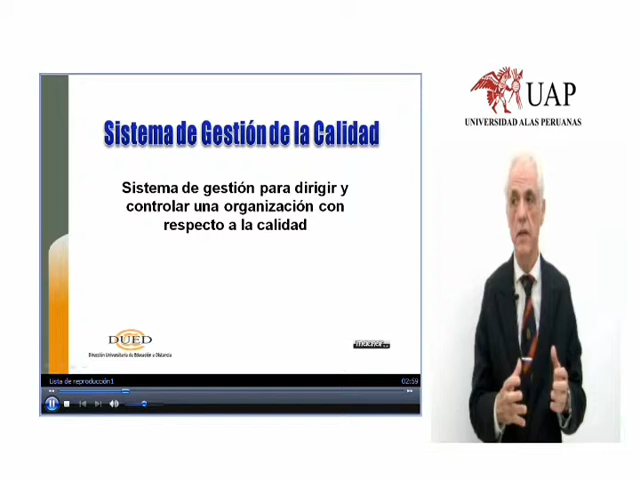 Sistema de Gestión de la Calidad
Sistema de gestión para dirigir y
controlar una organización con
respecto a la calidad
DUED
Dirección Universitaria de Educación a Distancia
Lista de reproducción1
02:59
UAP
UNIVERSIDAD ALAS PERUANAS